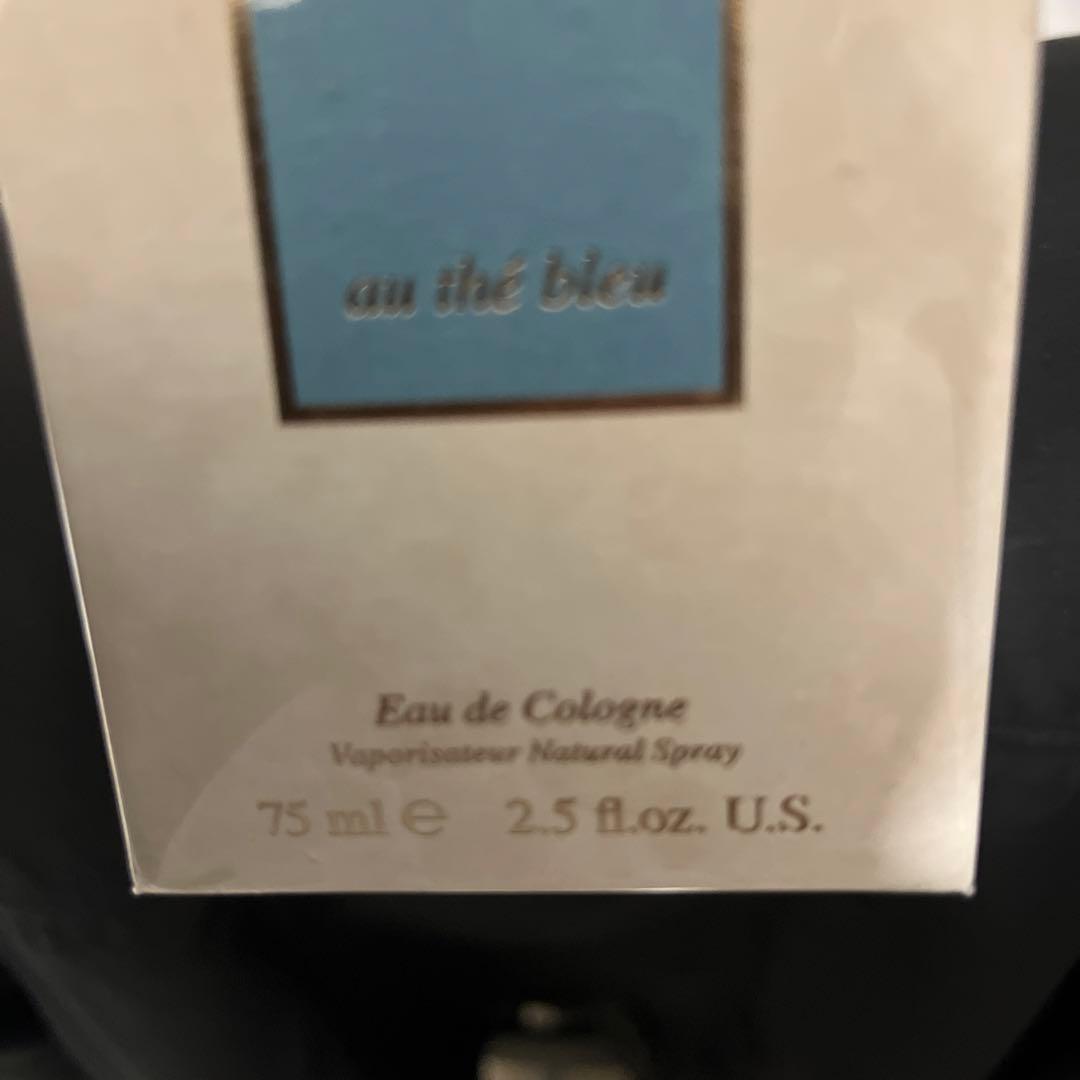 au thé bleu
Eau de Cologne
Vaporisateur Natural Spray
75 ml e 2.5 fl.oz. U.S.